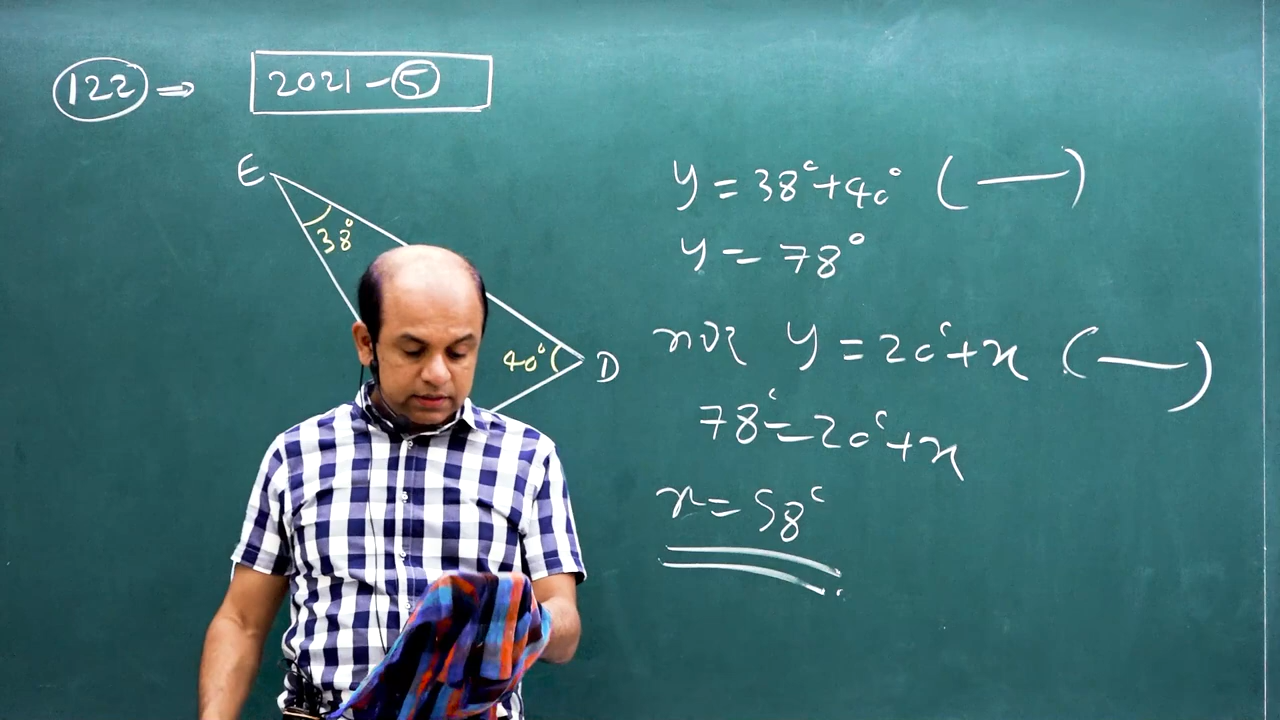 122 ⇒ 2021 - 5
E
38°
40°
D
y = 38° + 40° ( — )
y = 78°
y = 20° + x ( — )
78° = 20° + x
x = 58°